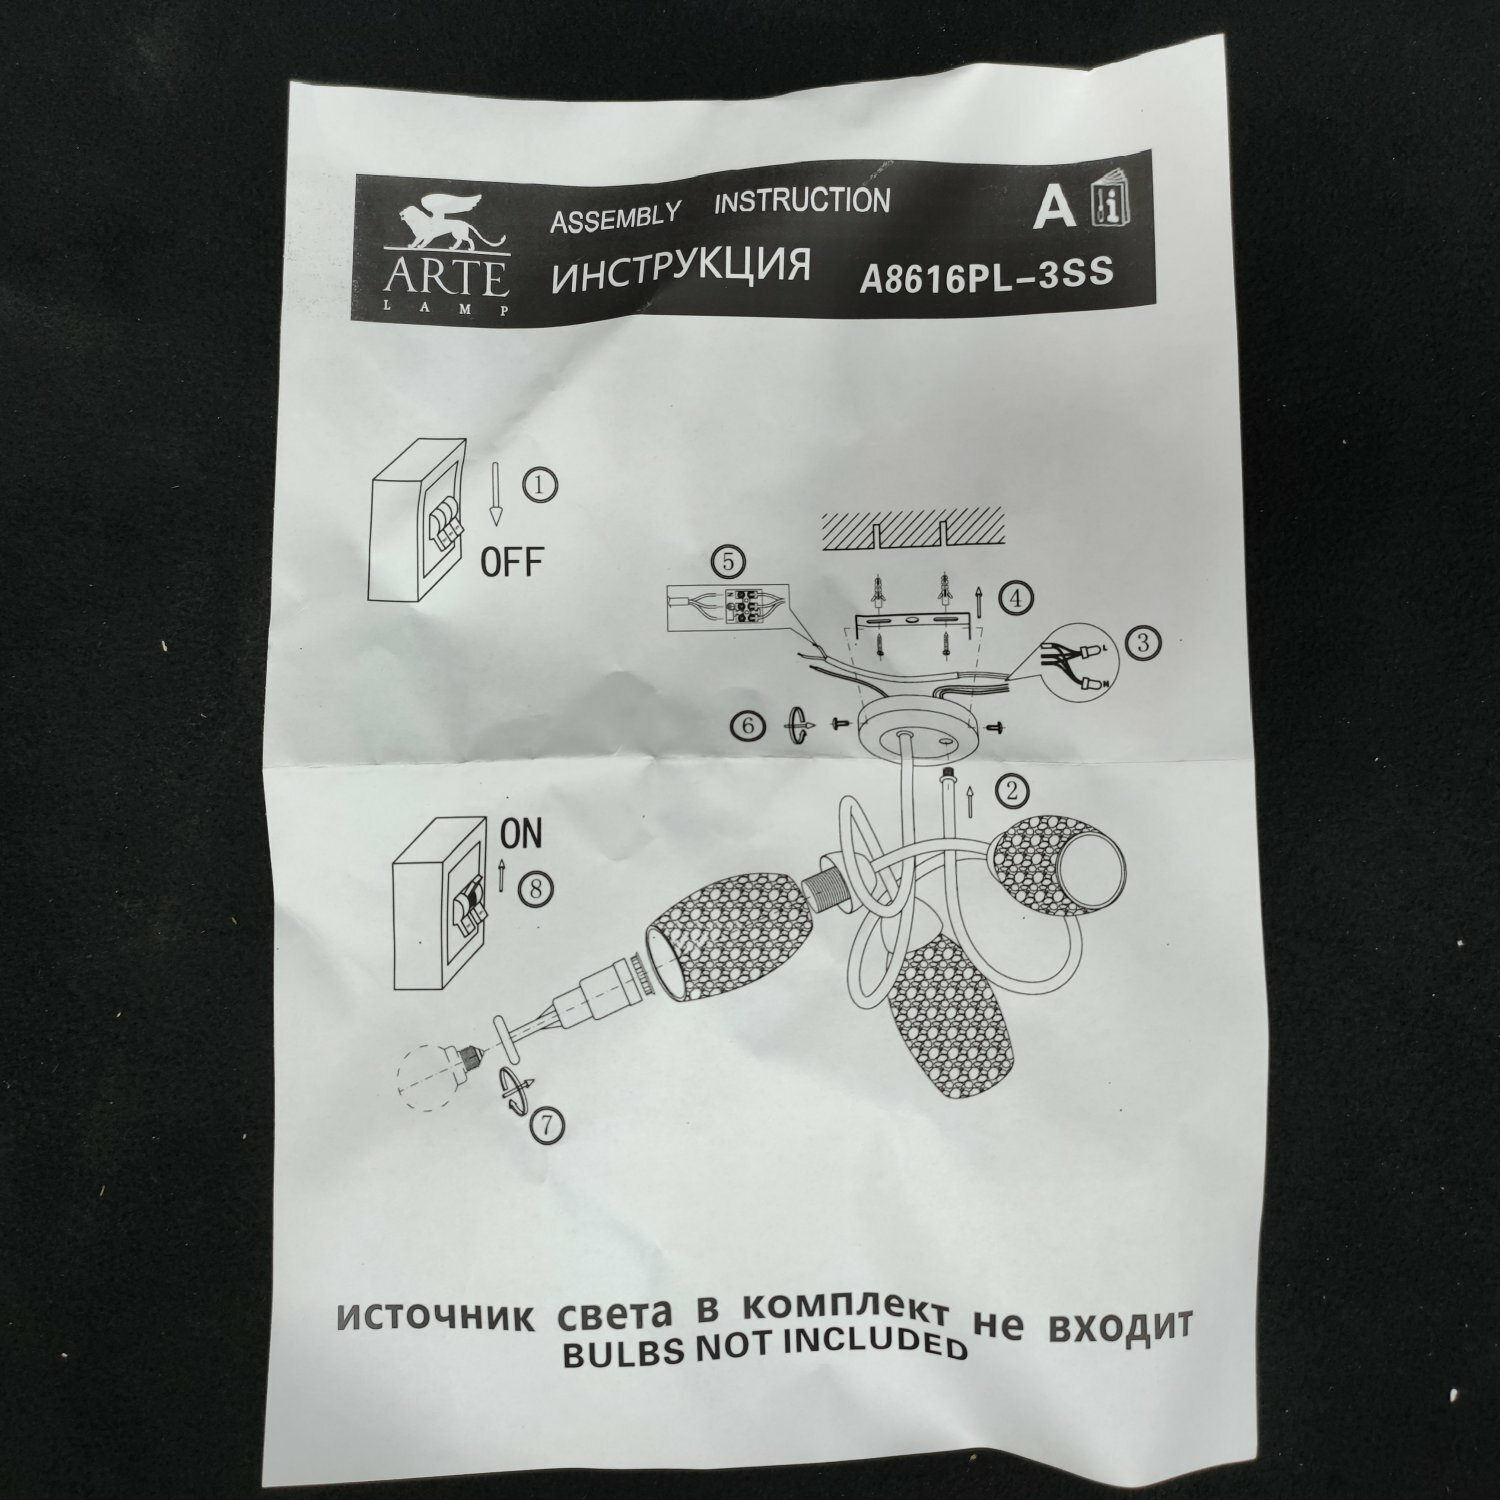 ARTE
LAMP
ASSEMBLY INSTRUCTION
ИНСТРУКЦИЯ A8616PL-3SS
A i
1
OFF
5
N
4
3
L
N
6
2
ON
8
7
источник света в комплект не входит
BULBS NOT INCLUDED